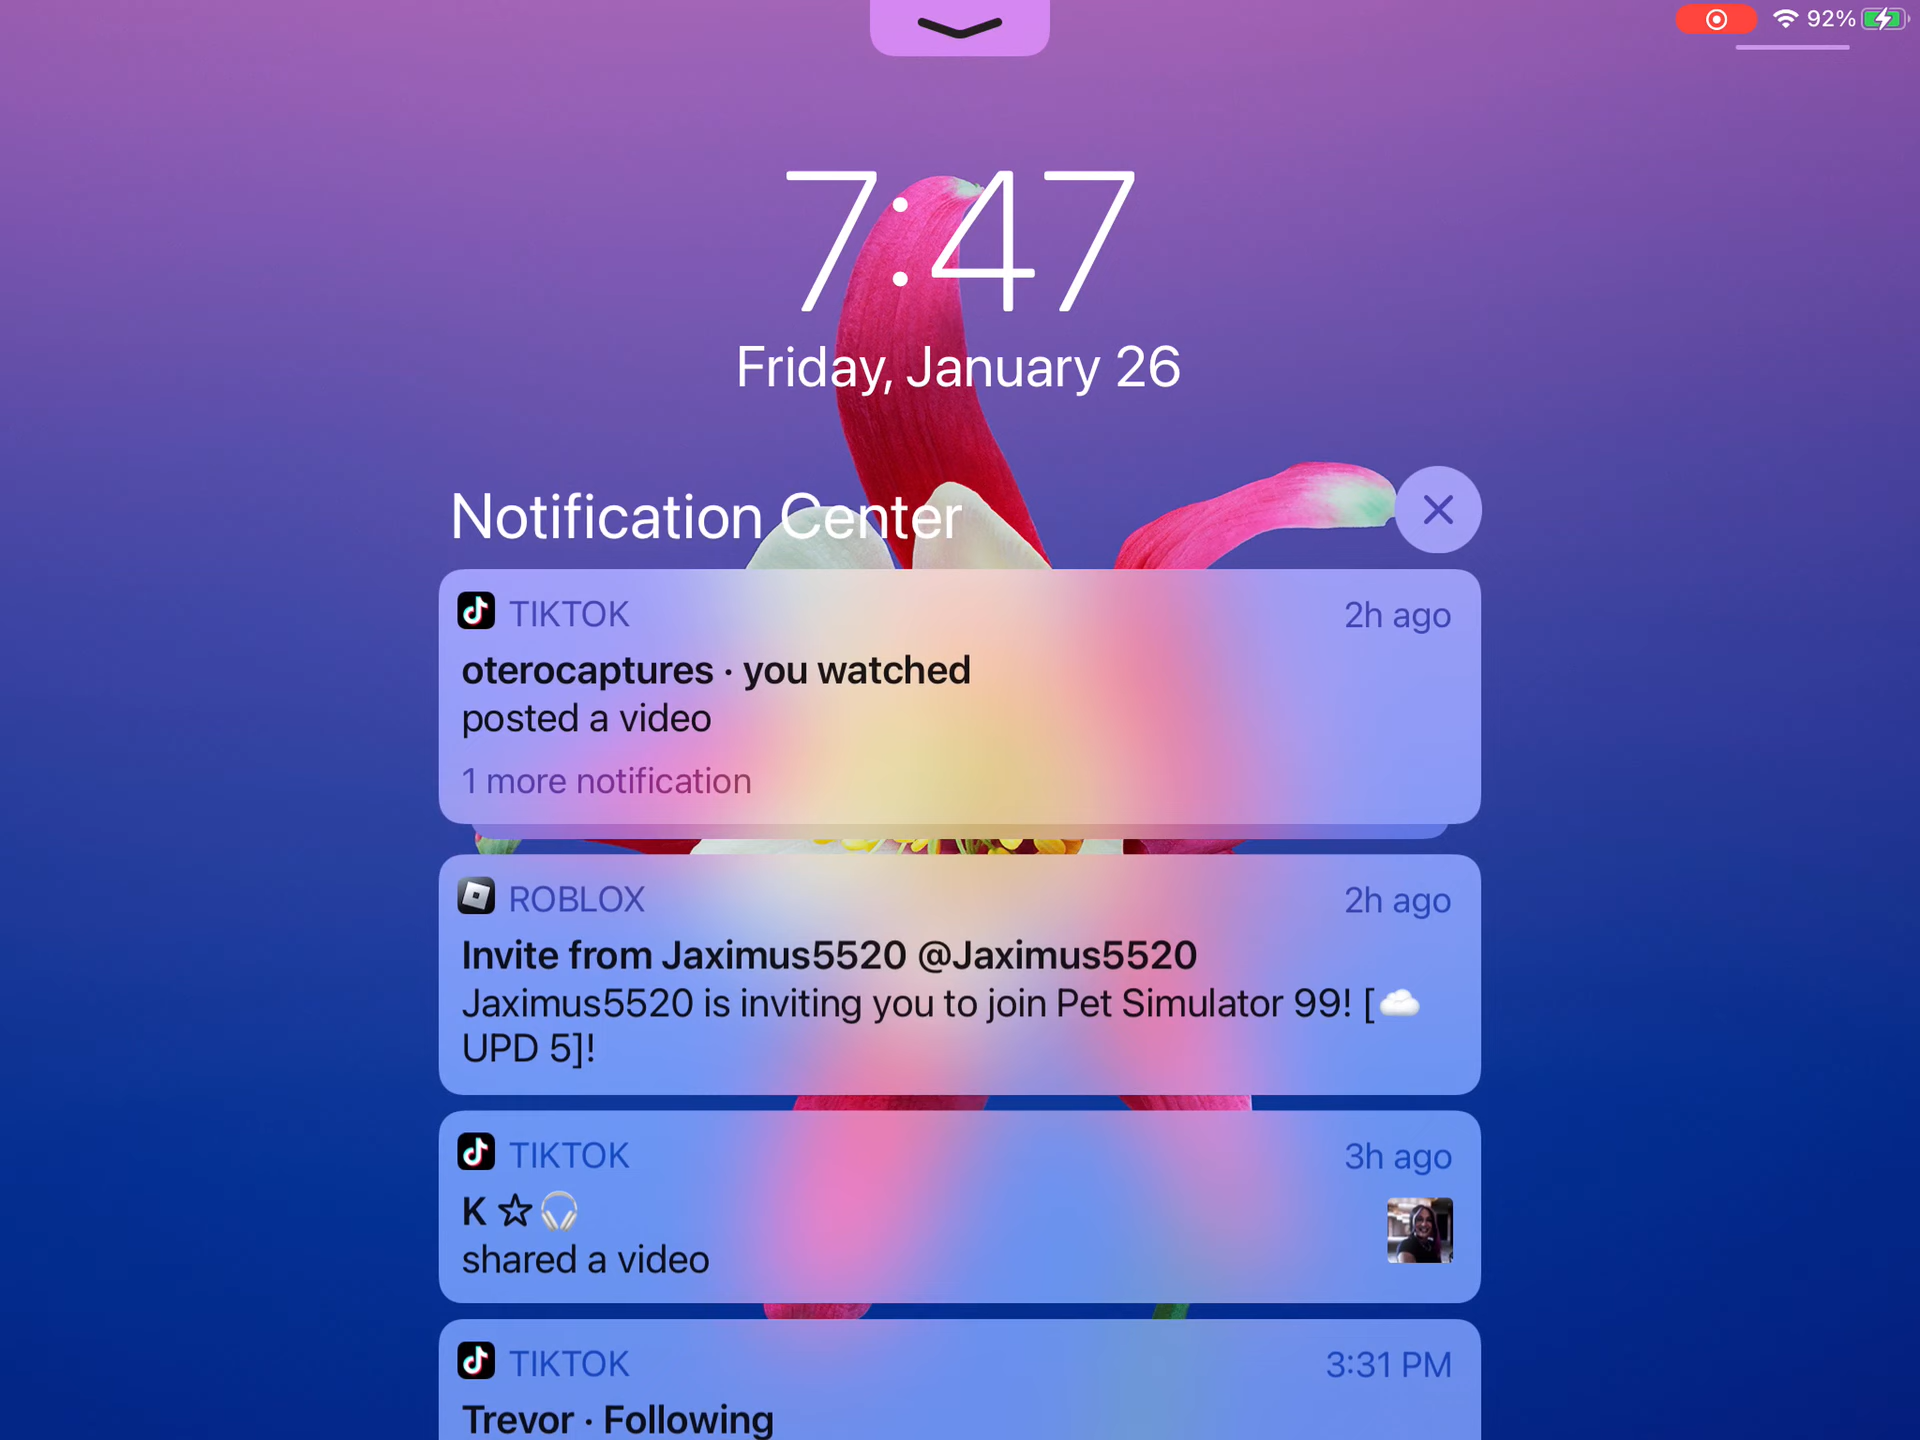 92%
7:47
Friday, January 26
Notification Center
TIKTOK 2h ago
oterocaptures · you watched
posted a video
1 more notification
ROBLOX 2h ago
Invite from Jaximus5520 @Jaximus5520
Jaximus5520 is inviting you to join Pet Simulator 99! [☁️
UPD 5]!
TIKTOK 3h ago
K ☆🎧
shared a video
TIKTOK 3:31 PM
Trevor · Following